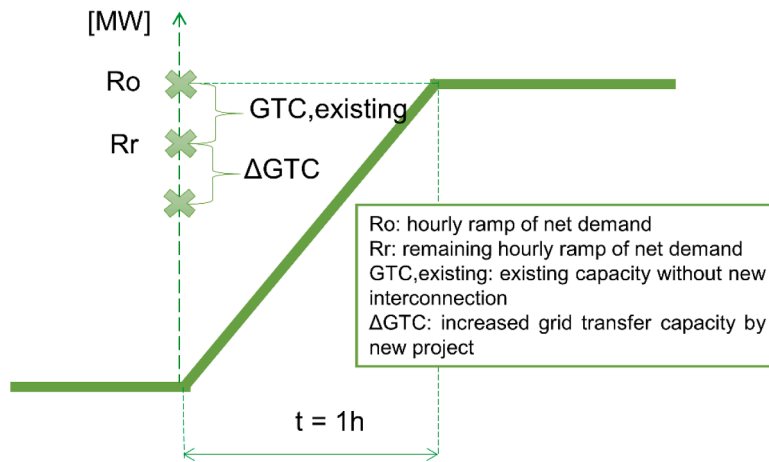 [MW]
Ro
GTC,existing
Rr
ΔGTC
Ro: hourly ramp of net demand
Rr: remaining hourly ramp of net demand
GTC,existing: existing capacity without new
interconnection
ΔGTC: increased grid transfer capacity by
new project
t = 1h